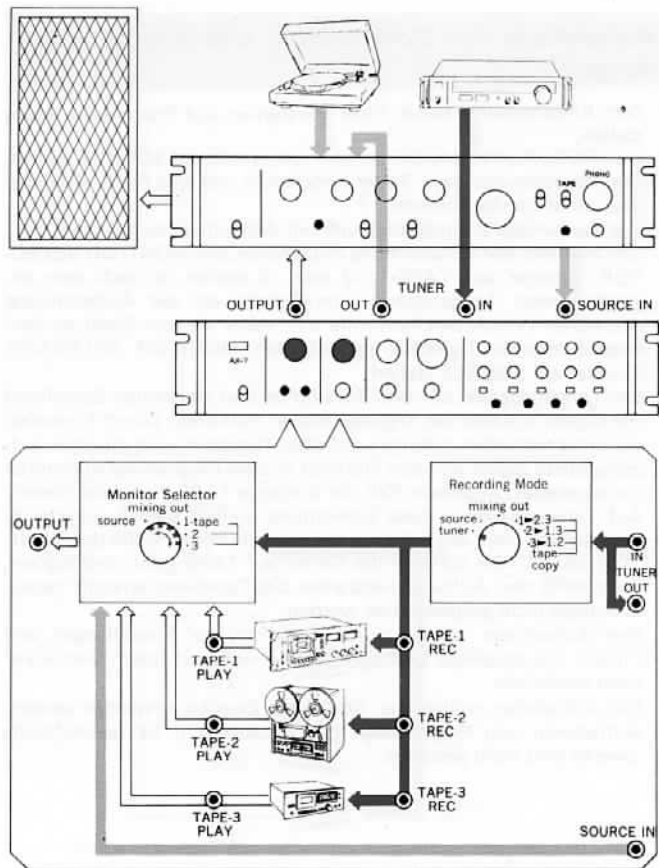 PHONO
TAPE
TUNER
OUTPUT
OUT
IN
SOURCE IN
AX-7
Monitor Selector
mixing out
source
1-tape
2
3
Recording Mode
mixing out
source
tuner
1▸2.3
2▸1.3
3▸1.2
tape
copy
OUTPUT
IN
TUNER
OUT
TAPE-1
PLAY
TAPE-1
REC
TAPE-2
PLAY
TAPE-2
REC
TAPE-3
PLAY
TAPE-3
REC
SOURCE IN